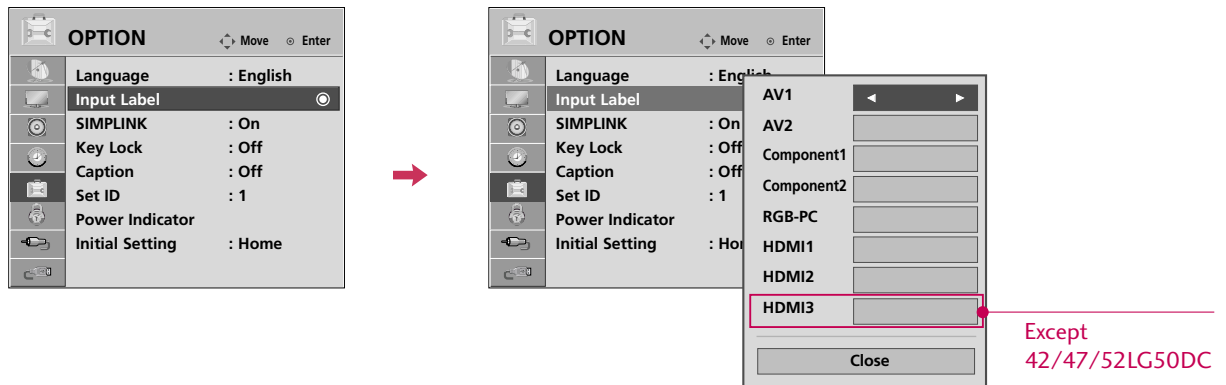 OPTION
Move
Enter
Language : English
Input Label
SIMPLINK : On
Key Lock : Off
Caption : Off
Set ID : 1
Power Indicator
Initial Setting : Home
OPTION
Move
Enter
Language
Input Label
SIMPLINK : On
Key Lock : Off
Caption : Off
Set ID : 1
Power Indicator
Initial Setting
AV1
AV2
Component1
Component2
RGB-PC
HDMI1
HDMI2
HDMI3
Close
Except
42/47/52LG50DC